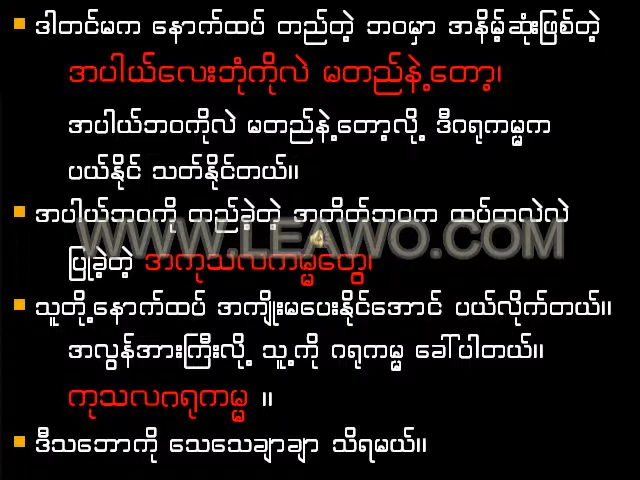 ဒါတင်မက နောက်ထပ် တည်တဲ့ ဘဝမှာ အနိမ့်ဆုံးဖြစ်တဲ့
အပါယ်လေးဘုံကိုလဲ မတည်နဲ့တော့၊
အပါယ်ဘဝကိုလဲ မတည်နဲ့တော့လို့ ဒီဂရုကမ္မက
ပယ်နိုင် သတ်နိုင်တယ်။
အပါယ်ဘဝကို တည်ခဲ့တဲ့ အတိတ်ဘဝက ထပ်တလဲလဲ
WWW.LEAWO.COM
ပြုခဲ့တဲ့ အကုသလကမ္မတွေ၊
သူတို့နောက်ထပ် အကျိုးမပေးနိုင်အောင် ပယ်လိုက်တယ်။
အလွန်အားကြီးလို့ သူ့ကို ဂရုကမ္မ ခေါ်ပါတယ်။
ကုသလဂရုကမ္မ ။
ဒီသဘောကို သေသေချာချာ သိရမယ်။